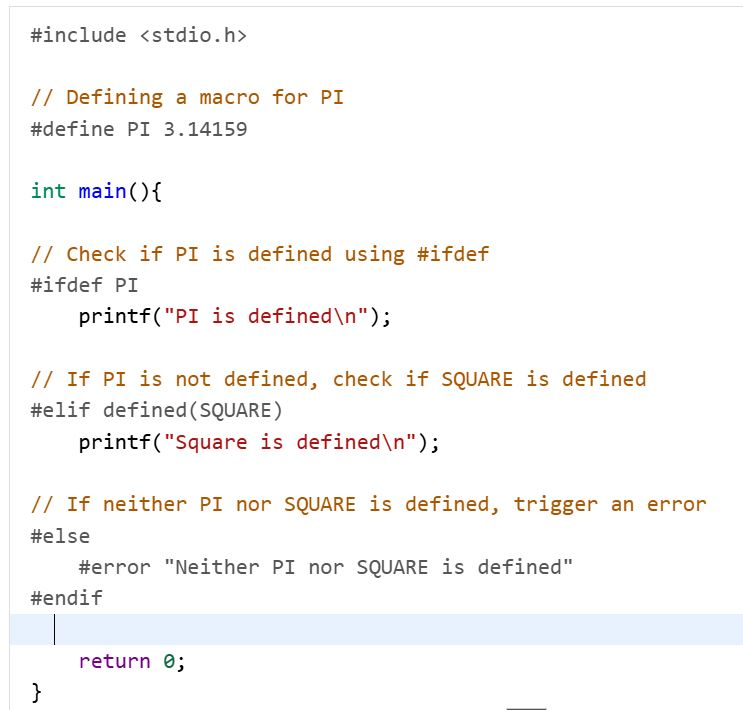 #include <stdio.h>
// Defining a macro for PI
#define PI 3.14159
int main(){
// Check if PI is defined using #ifdef
#ifdef PI
    printf("PI is defined\n");
// If PI is not defined, check if SQUARE is defined
#elif defined(SQUARE)
    printf("Square is defined\n");
// If neither PI nor SQUARE is defined, trigger an error
#else
    #error "Neither PI nor SQUARE is defined"
#endif
    return 0;
}